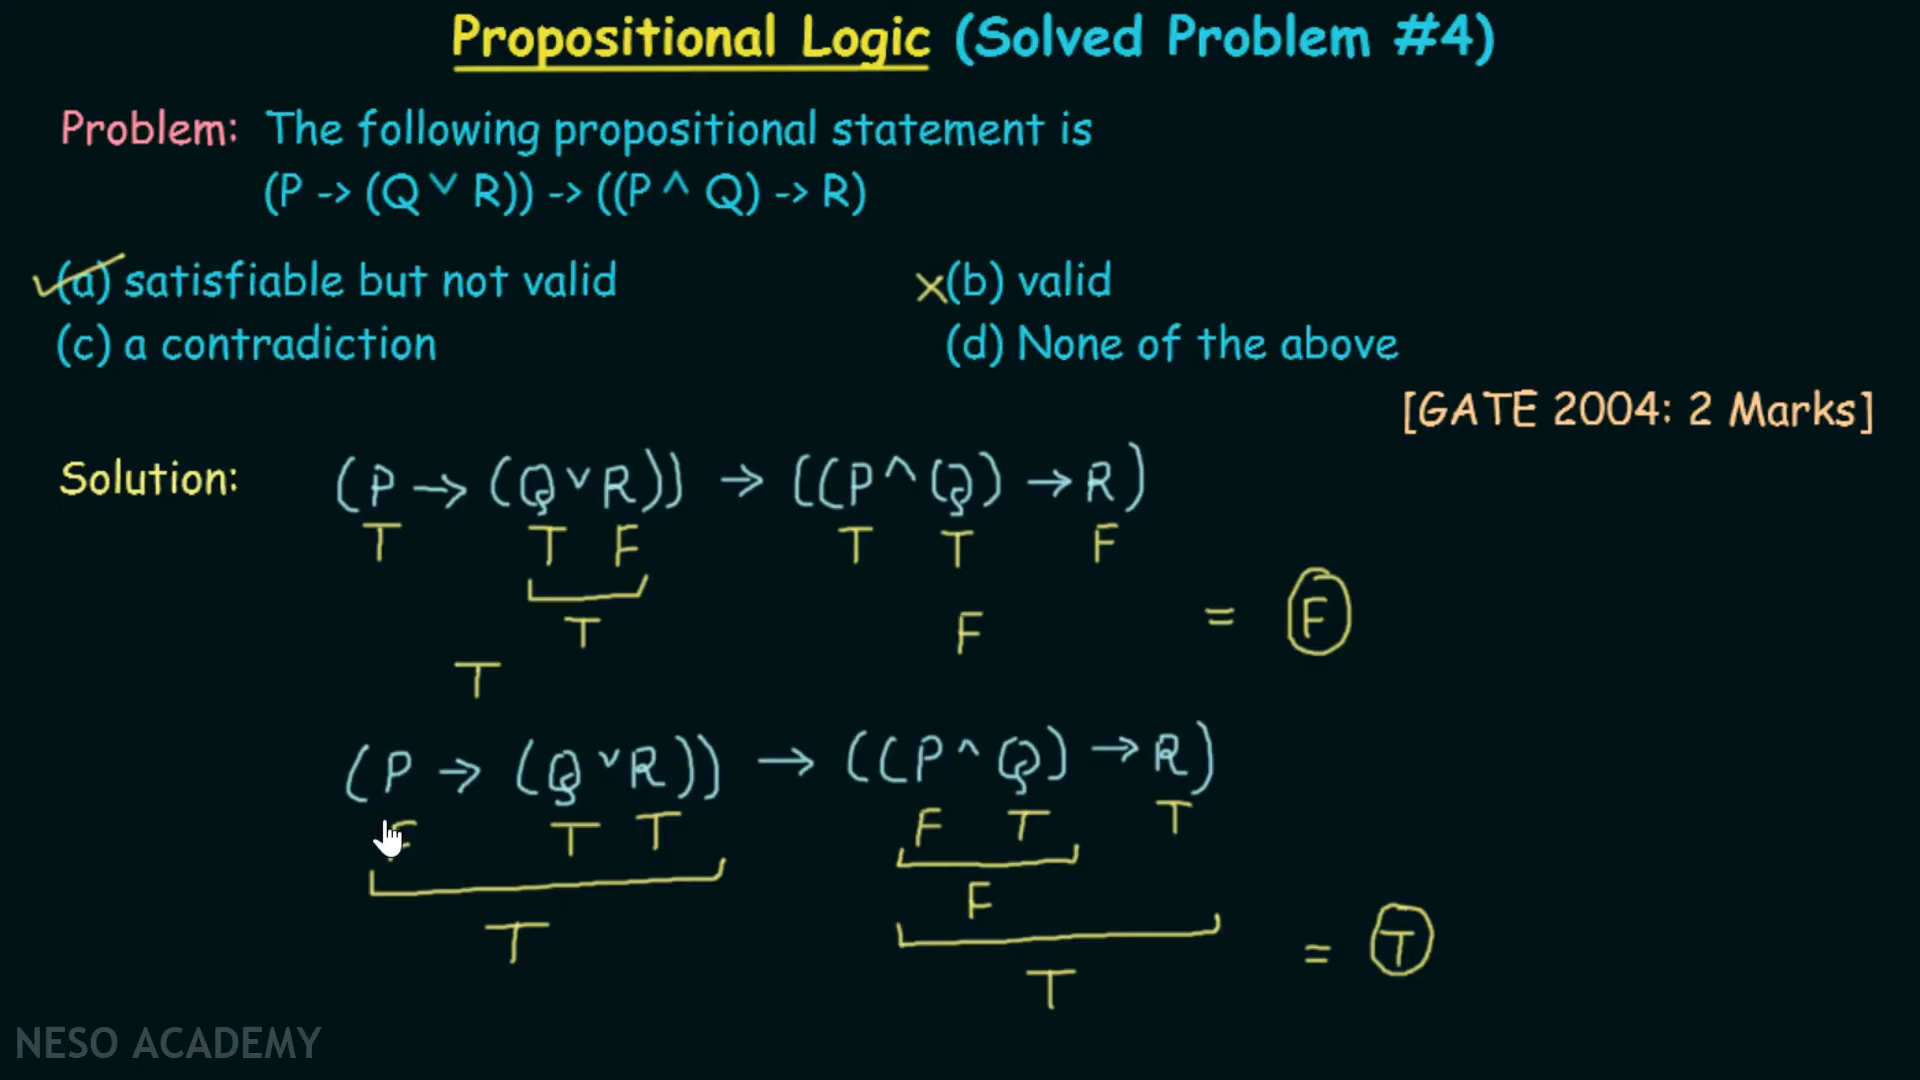 Propositional Logic (Solved Problem #4)
Problem: The following propositional statement is
(P -> (Q ∨ R)) -> ((P ∧ Q) -> R)
(a) satisfiable but not valid
(b) valid
(c) a contradiction
(d) None of the above
[GATE 2004: 2 Marks]
Solution: (P → (Q ∨ R)) → ((P ∧ Q) → R)
T T F T T F
T F = F
T
(P → (Q ∨ R)) → ((P ∧ Q) → R)
F T T F T T
F
T = T
T
NESO ACADEMY